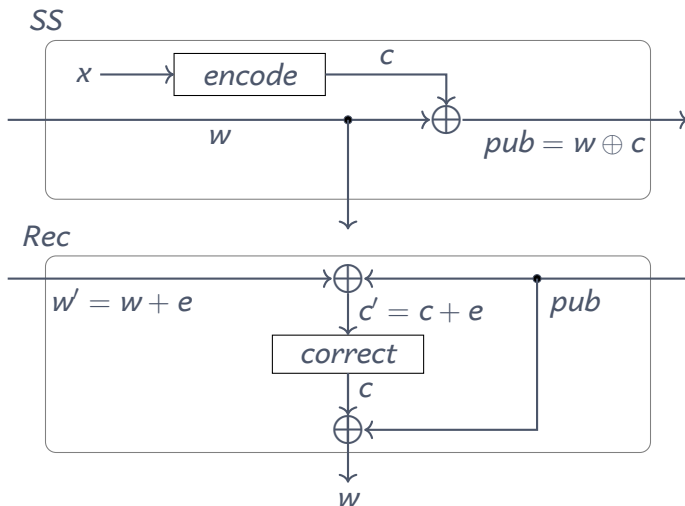 SS
x
encode
c
w
pub = w ⊕ c
Rec
w′ = w + e
c′ = c + e
pub
correct
c
w